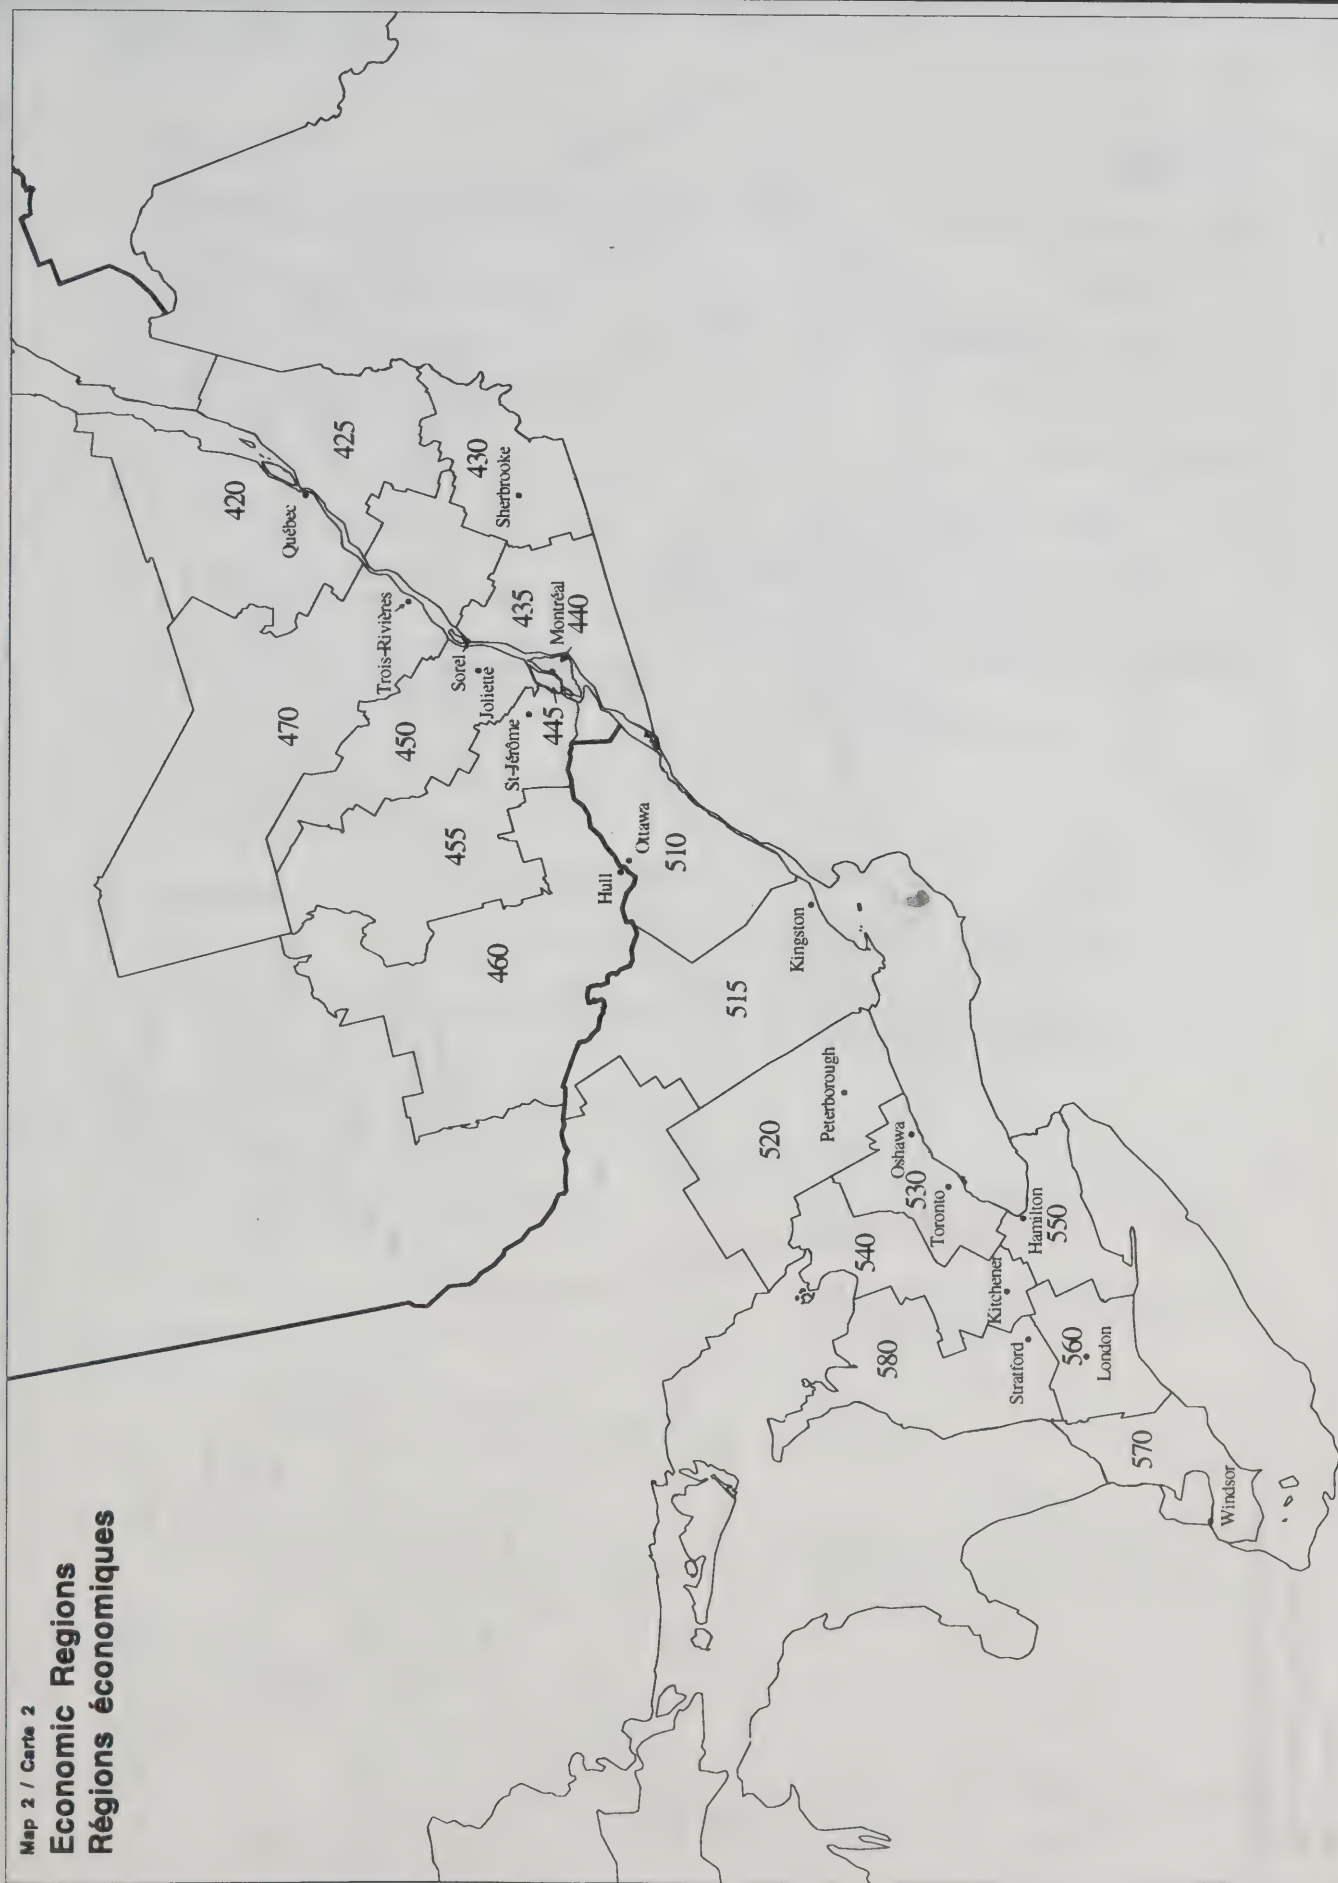 Map 2 / Carte 2
Economic Regions
Régions économiques
420
Québec
425
430
Sherbrooke
Trois-Rivières
470
450
Sorel
Joliette
435
Montréal
440
St-Jérôme
445
455
460
Hull
Ottawa
510
515
Kingston
520
Peterborough
Oshawa
530
Toronto
540
Hamilton
550
Kitchener
580
Stratford
560
London
570
Windsor